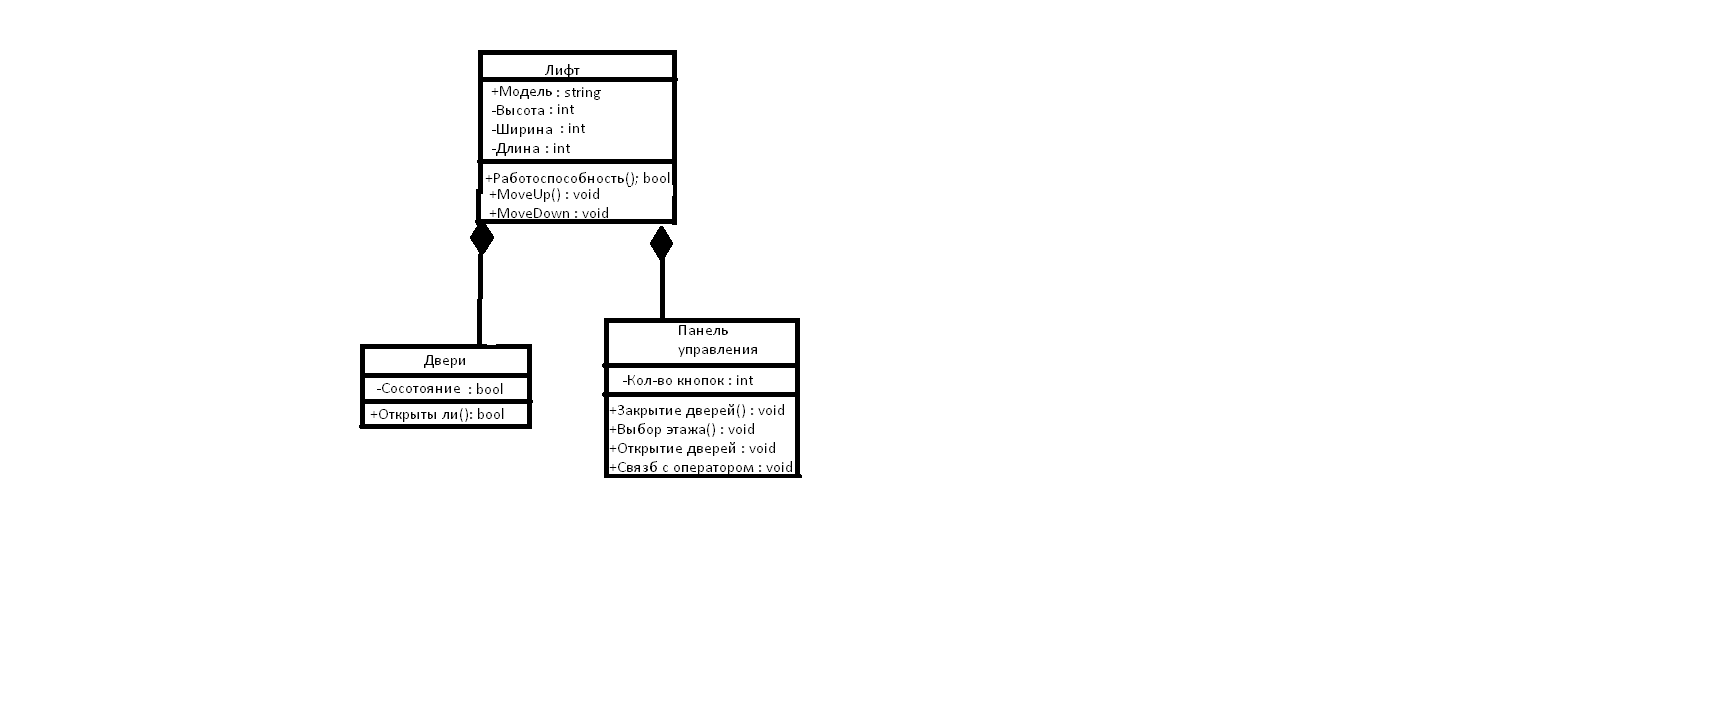 Лифт
+Модель : string
-Высота : int
-Ширина : int
-Длина : int
+Работоспособность(); bool
+MoveUp() : void
+MoveDown : void
Двери
-Сосотояние : bool
+Открыты ли(): bool
Панель
управления
-Кол-во кнопок : int
+Закрытие дверей() : void
+Выбор этажа() : void
+Открытие дверей : void
+Связб с оператором : void